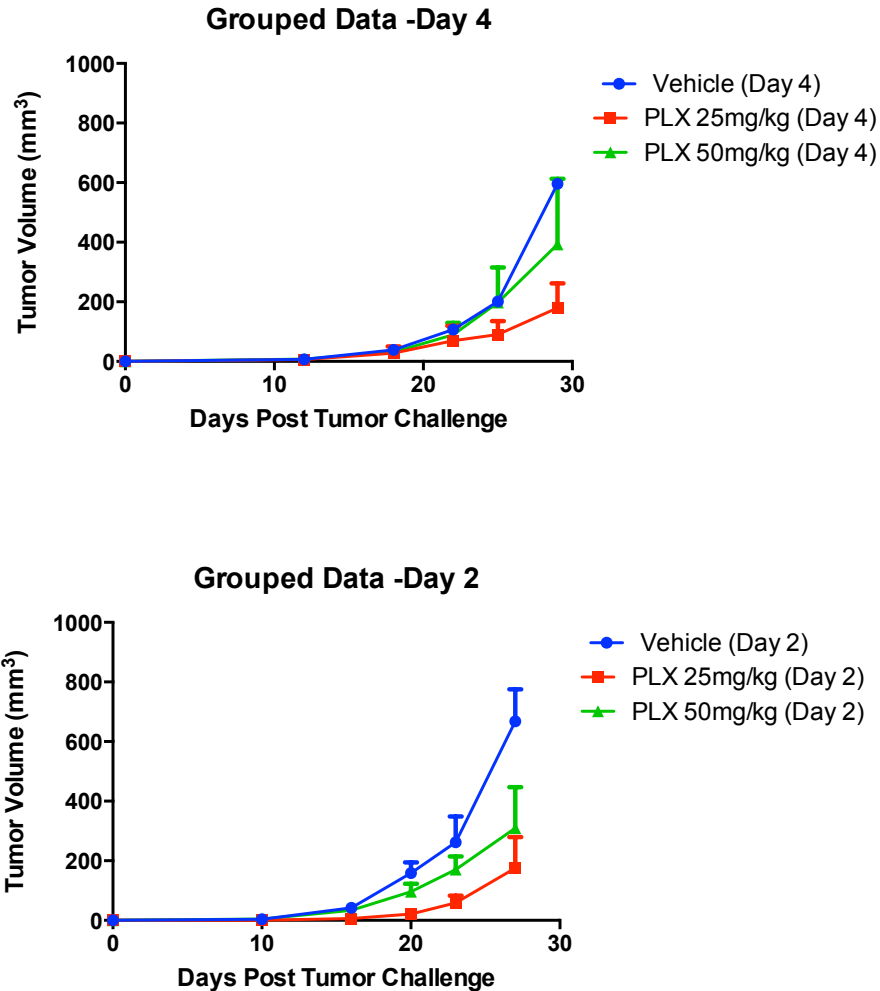 Grouped Data -Day 4
Tumor Volume (mm³)
1000
800
600
400
200
0
0 10 20 30
Days Post Tumor Challenge
Vehicle (Day 4)
PLX 25mg/kg (Day 4)
PLX 50mg/kg (Day 4)
Grouped Data -Day 2
Tumor Volume (mm³)
1000
800
600
400
200
0
0 10 20 30
Days Post Tumor Challenge
Vehicle (Day 2)
PLX 25mg/kg (Day 2)
PLX 50mg/kg (Day 2)